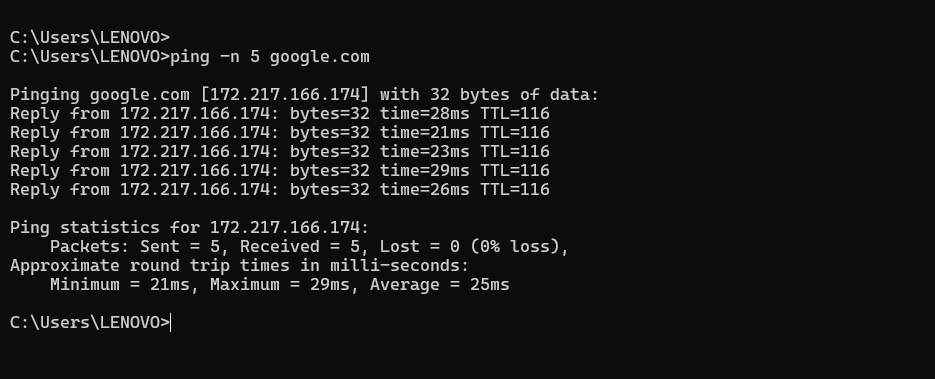 C:\Users\LENOVO>
C:\Users\LENOVO>ping -n 5 google.com
Pinging google.com [172.217.166.174] with 32 bytes of data:
Reply from 172.217.166.174: bytes=32 time=28ms TTL=116
Reply from 172.217.166.174: bytes=32 time=21ms TTL=116
Reply from 172.217.166.174: bytes=32 time=23ms TTL=116
Reply from 172.217.166.174: bytes=32 time=29ms TTL=116
Reply from 172.217.166.174: bytes=32 time=26ms TTL=116
Ping statistics for 172.217.166.174:
    Packets: Sent = 5, Received = 5, Lost = 0 (0% loss),
Approximate round trip times in milli-seconds:
    Minimum = 21ms, Maximum = 29ms, Average = 25ms
C:\Users\LENOVO>